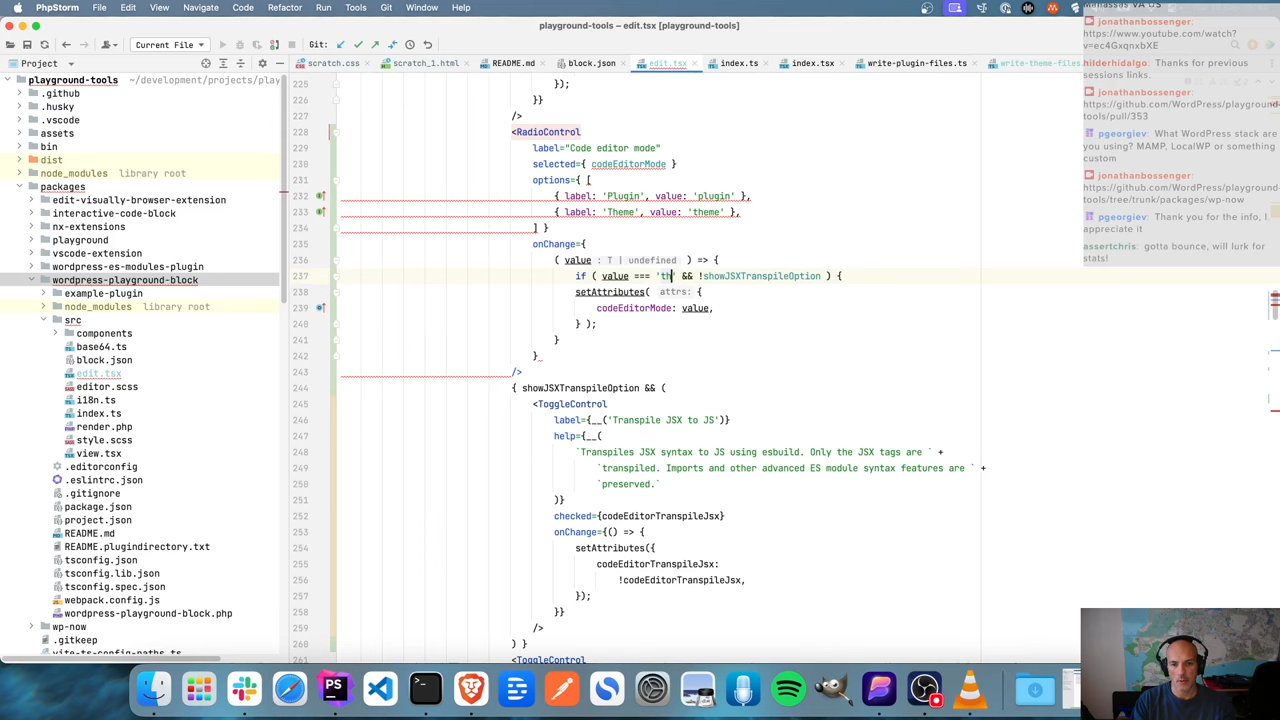 PhpStorm File Edit View Navigate Code Refactor Run Tools Git Window Help
playground-tools – edit.tsx [playground-tools]
Current File
Git:
Project
scratch.css
scratch_1.html
README.md
block.json
edit.tsx
index.ts
index.tsx
write-plugin-files.ts
write-theme-files
playground-tools ~/development/projects/play
.github
.husky
.vscode
assets
bin
dist
node_modules library root
packages
edit-visually-browser-extension
interactive-code-block
nx-extensions
playground
vscode-extension
wordpress-es-modules-plugin
wordpress-playground-block
example-plugin
node_modules library root
src
components
base64.ts
block.json
edit.tsx
editor.scss
i18n.ts
index.ts
render.php
style.scss
view.tsx
.editorconfig
.eslintrc.json
.gitignore
package.json
project.json
README.md
README.plugindirectory.txt
tsconfig.json
tsconfig.lib.json
tsconfig.spec.json
webpack.config.js
wordpress-playground-block.php
wp-now
.gitkeep
vite-ts-config-paths.ts
225 });
226 }}
227 />
228 <RadioControl
229 label="Code editor mode"
230 selected={ codeEditorMode }
231 options={ [
232 { label: 'Plugin', value: 'plugin' },
233 { label: 'Theme', value: 'theme' },
234 ] }
235 onChange={
236 ( value : T | undefined ) => {
237 if ( value === 'th' && !showJSXTranspileOption ) {
238 setAttributes( attrs: {
239 codeEditorMode: value,
240 } );
241 }
242 }
243 />
244 { showJSXTranspileOption && (
245 <ToggleControl
246 label={__('Transpile JSX to JS')}
247 help={__(
248 `Transpiles JSX syntax to JS using esbuild. Only the JSX tags are ` +
249 `transpiled. Imports and other advanced ES module syntax features are ` +
250 `preserved.`
251 )}
252 checked={codeEditorTranspileJsx}
253 onChange={() => {
254 setAttributes({
255 codeEditorTranspileJsx:
256 !codeEditorTranspileJsx,
257 });
258 }}
259 />
260 ) }
261 <ToggleControl
Manassas VA US
jonathanbossenger:
https://www.youtube.com/watch?
v=ec4GxqnxbXE
hilderhidalgo: Thanks for previous
sessions links.
jonathanbossenger:
https://github.com/WordPress/playground-
tools/pull/353
pgeorgiev: What WordPress stack are
you using? MAMP, LocalWP or something
custom
jonathanbossenger:
https://github.com/WordPress/playground-
tools/tree/trunk/packages/wp-now
pgeorgiev: Thank you for the info, I
appreciate it
assertchris: gotta bounce, will lurk for
stats!